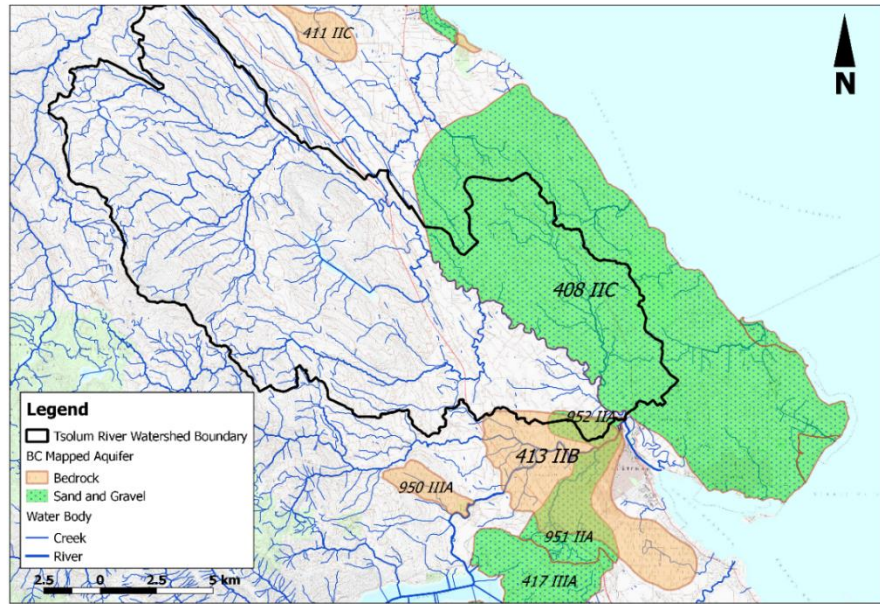 411 IIC
N
408 IIC
952 IIA
413 IIB
950 IIIA
951 IIA
417 IIIA
Legend
Tsolum River Watershed Boundary
BC Mapped Aquifer
Bedrock
Sand and Gravel
Water Body
Creek
River
2.5 0 2.5 5 km